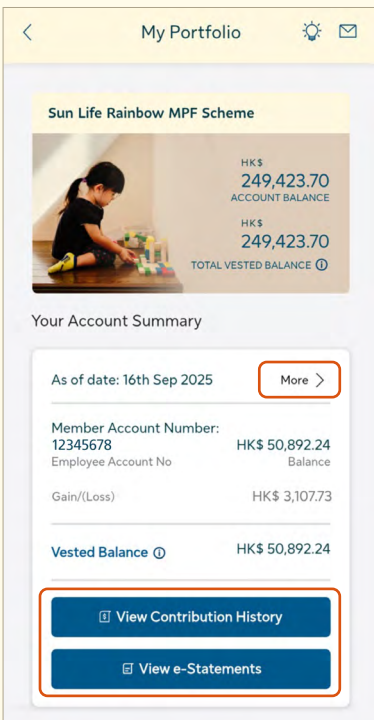 My Portfolio
Sun Life Rainbow MPF Scheme
HK$
249,423.70
ACCOUNT BALANCE
HK$
249,423.70
TOTAL VESTED BALANCE
Your Account Summary
As of date: 16th Sep 2025 More
Member Account Number:
12345678 HK$ 50,892.24
Employee Account No Balance
Gain/(Loss) HK$ 3,107.73
Vested Balance HK$ 50,892.24
View Contribution History
View e-Statements